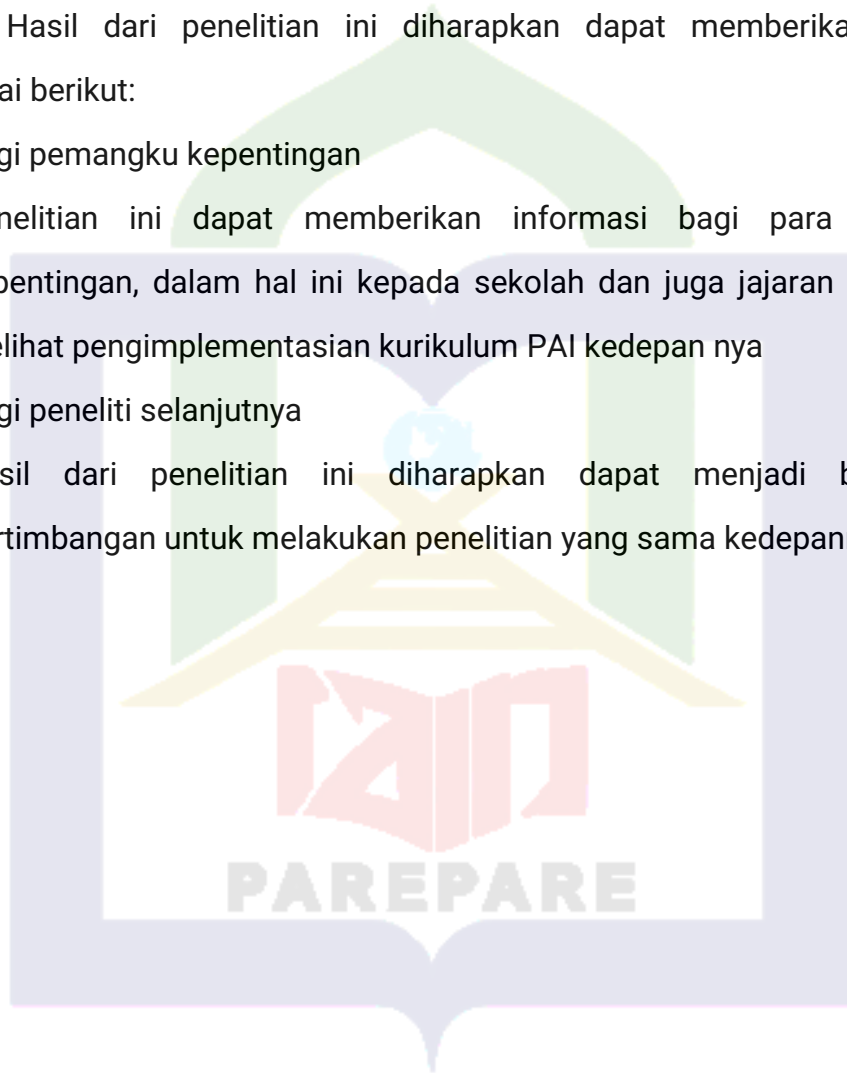 Hasil dari penelitian ini diharapkan dapat memberika
ai berikut:
gi pemangku kepentingan
nelitian ini dapat memberikan informasi bagi para
pentingan, dalam hal ini kepada sekolah dan juga jajaran
elihat pengimplementasian kurikulum PAI kedepan nya
gi peneliti selanjutnya
sil dari penelitian ini diharapkan dapat menjadi b
rtimbangan untuk melakukan penelitian yang sama kedepan
iain
PAREPARE